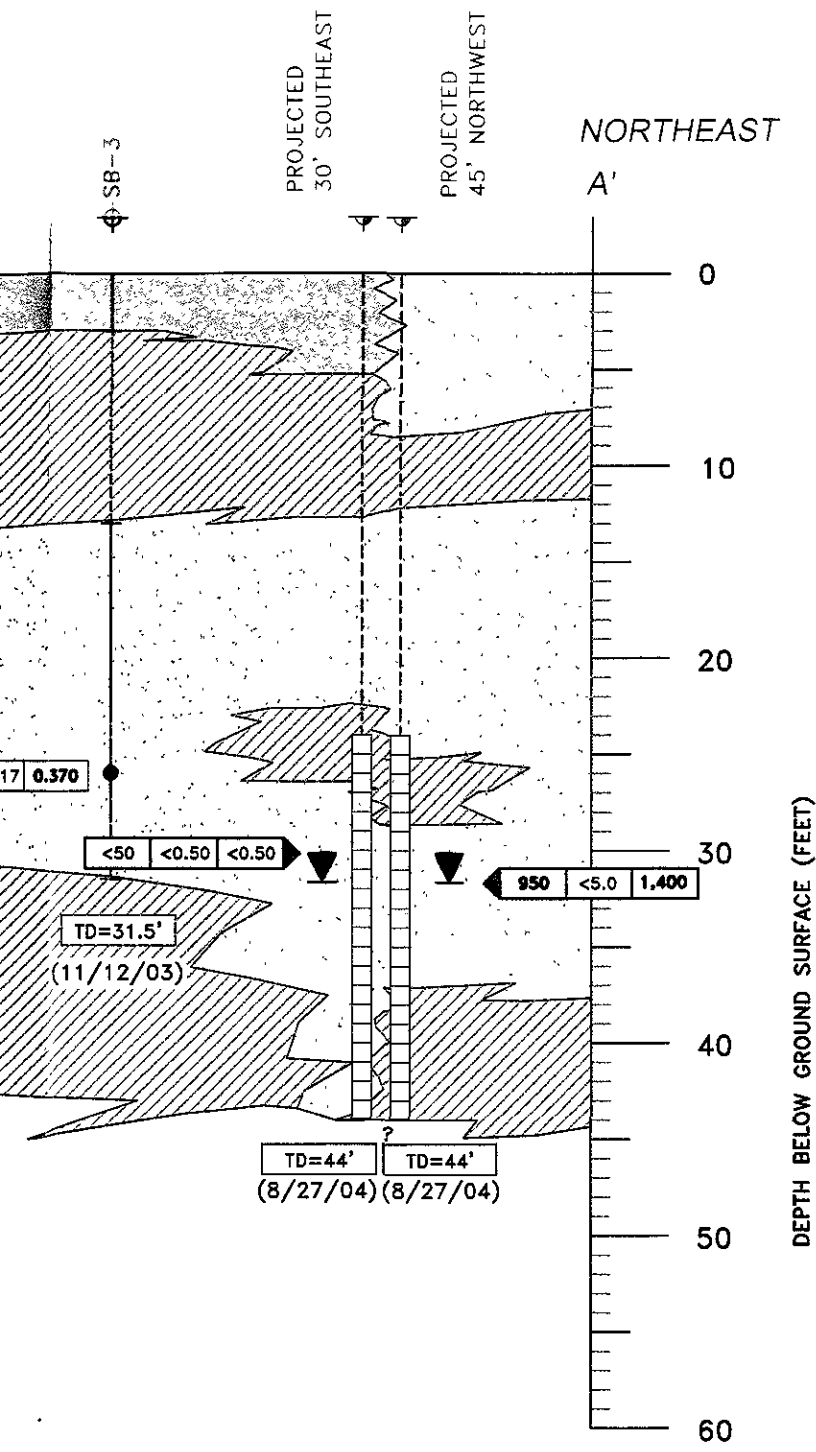 PROJECTED
30' SOUTHEAST
PROJECTED
45' NORTHWEST
NORTHEAST
A'
SB-3
0
10
20
30
40
50
60
DEPTH BELOW GROUND SURFACE (FEET)
17 0.370
<50 <0.50 <0.50
950 <5.0 1,400
TD=31.5'
(11/12/03)
?
TD=44' TD=44'
(8/27/04) (8/27/04)